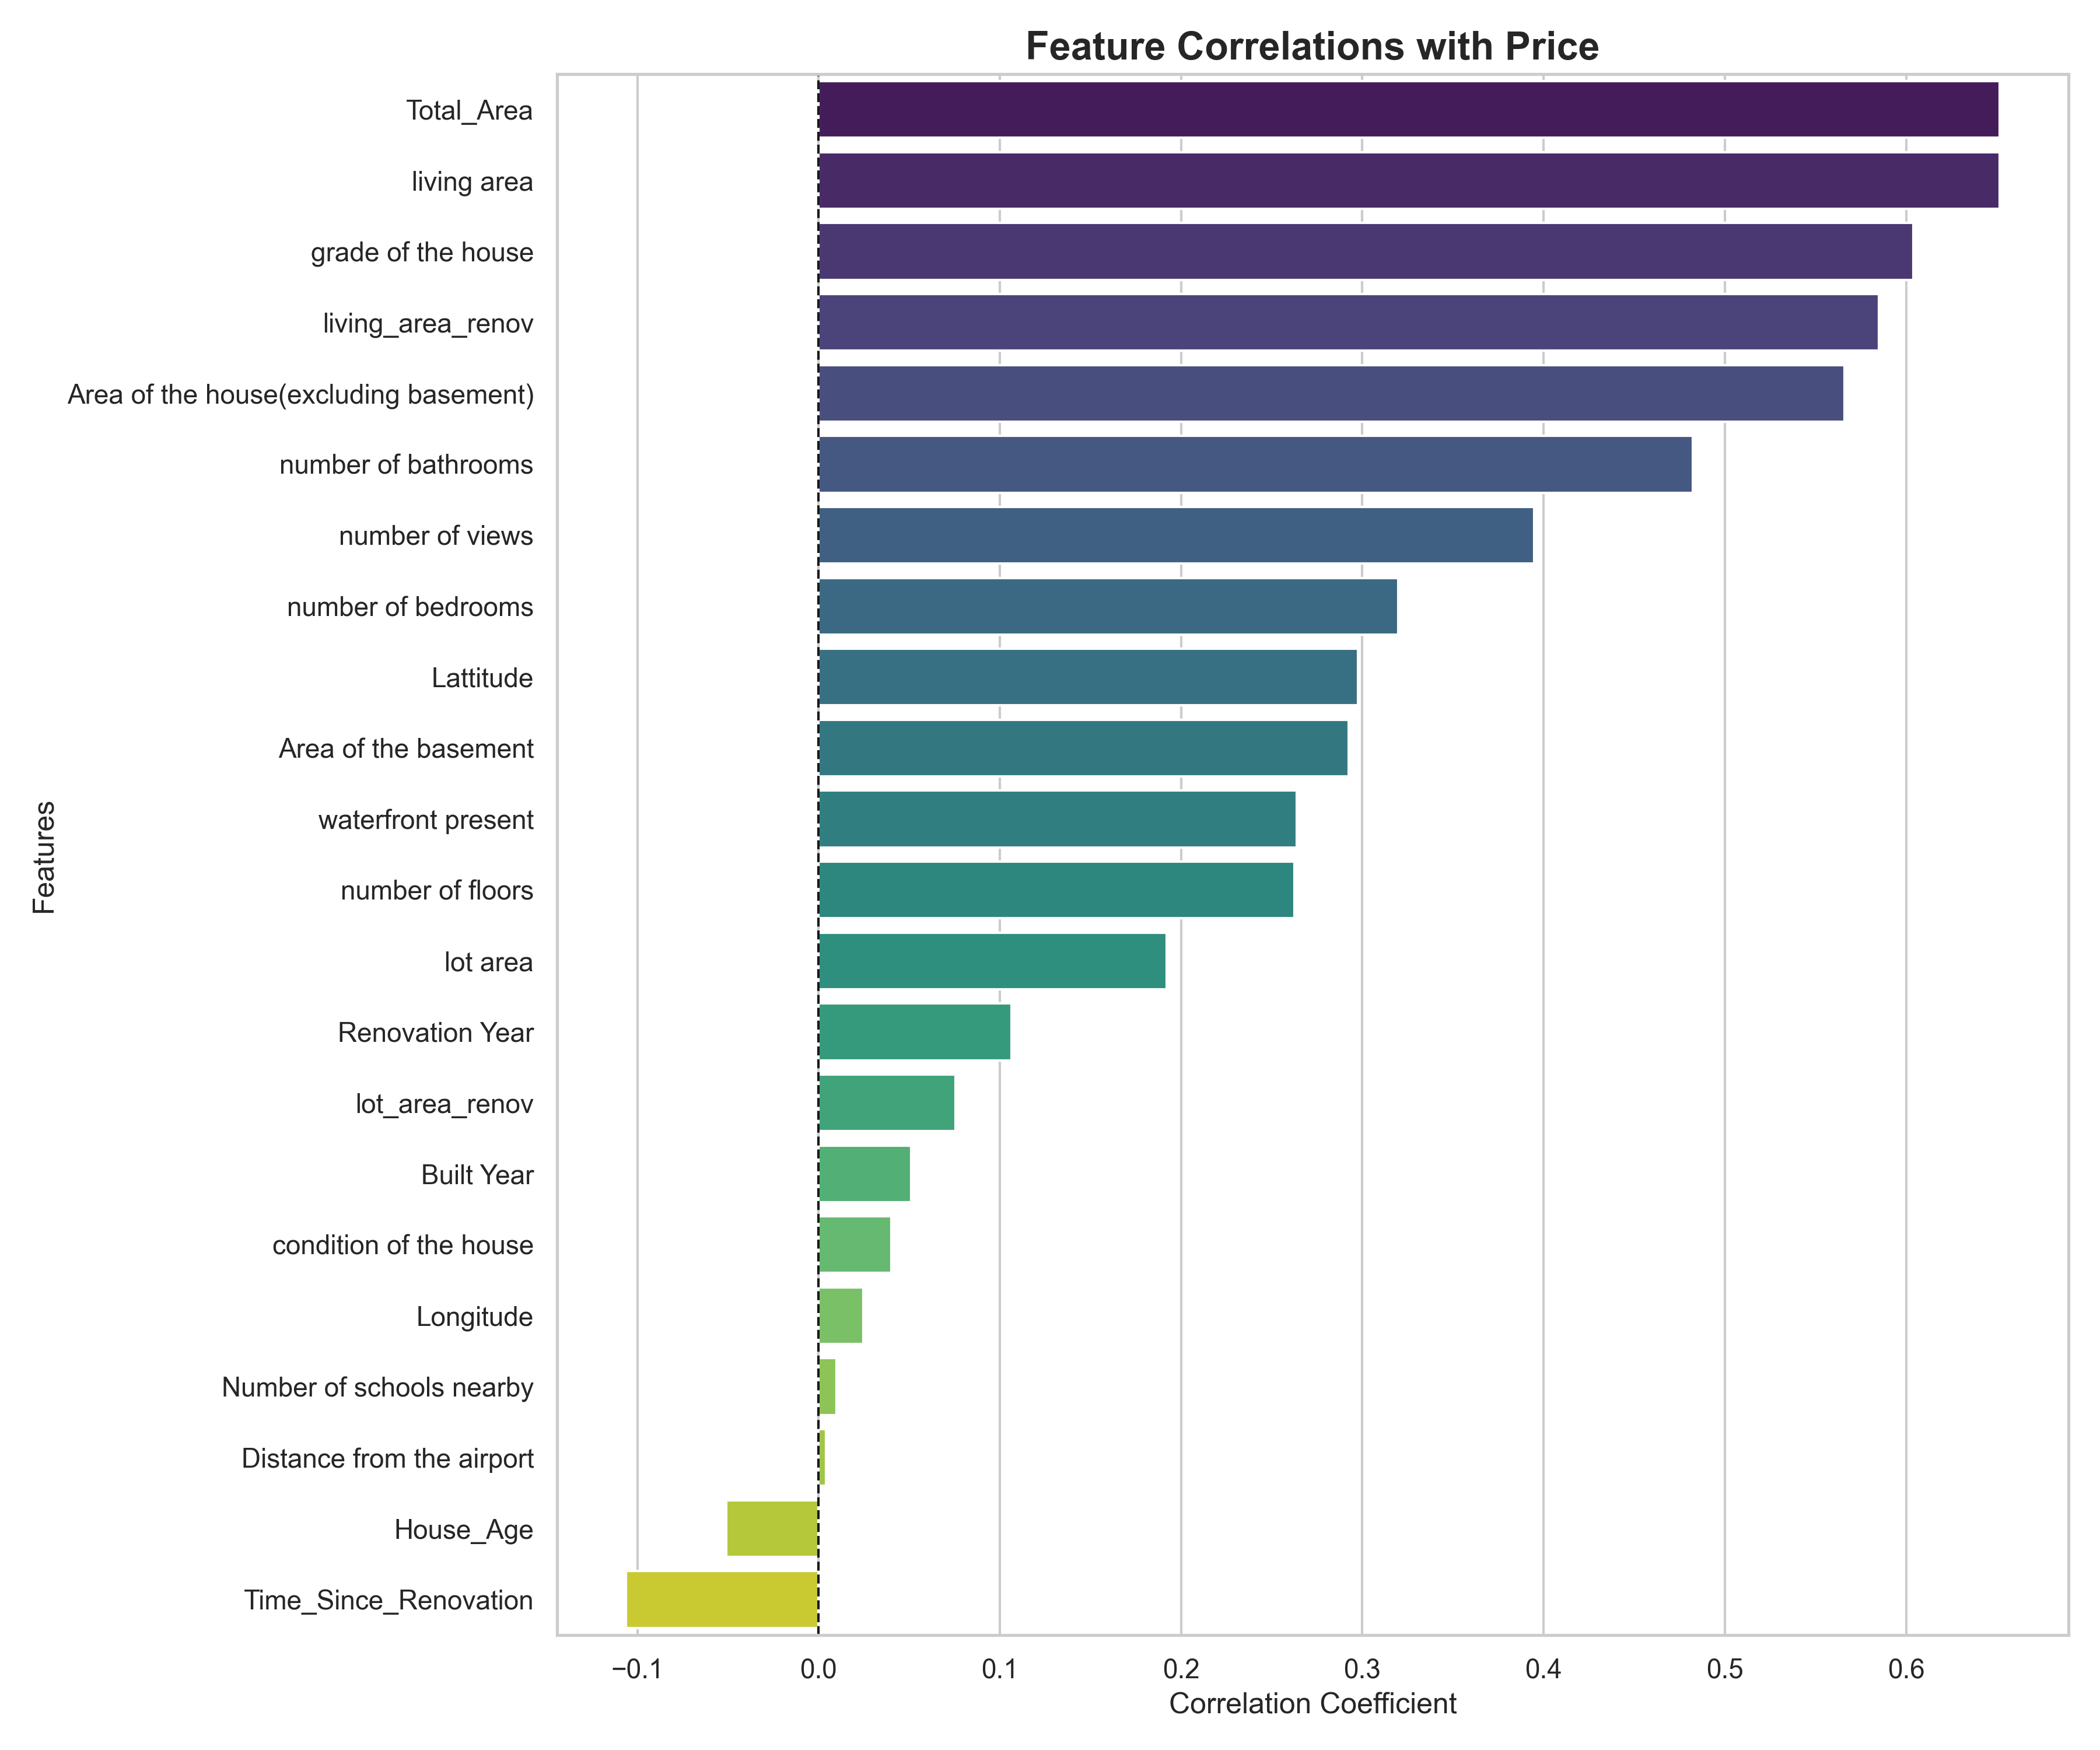 Feature Correlations with Price
Total_Area
living area
grade of the house
living_area_renov
Area of the house(excluding basement)
number of bathrooms
number of views
number of bedrooms
Lattitude
Area of the basement
waterfront present
number of floors
lot area
Renovation Year
lot_area_renov
Built Year
condition of the house
Longitude
Number of schools nearby
Distance from the airport
House_Age
Time_Since_Renovation
Features
−0.1 0.0 0.1 0.2 0.3 0.4 0.5 0.6
Correlation Coefficient